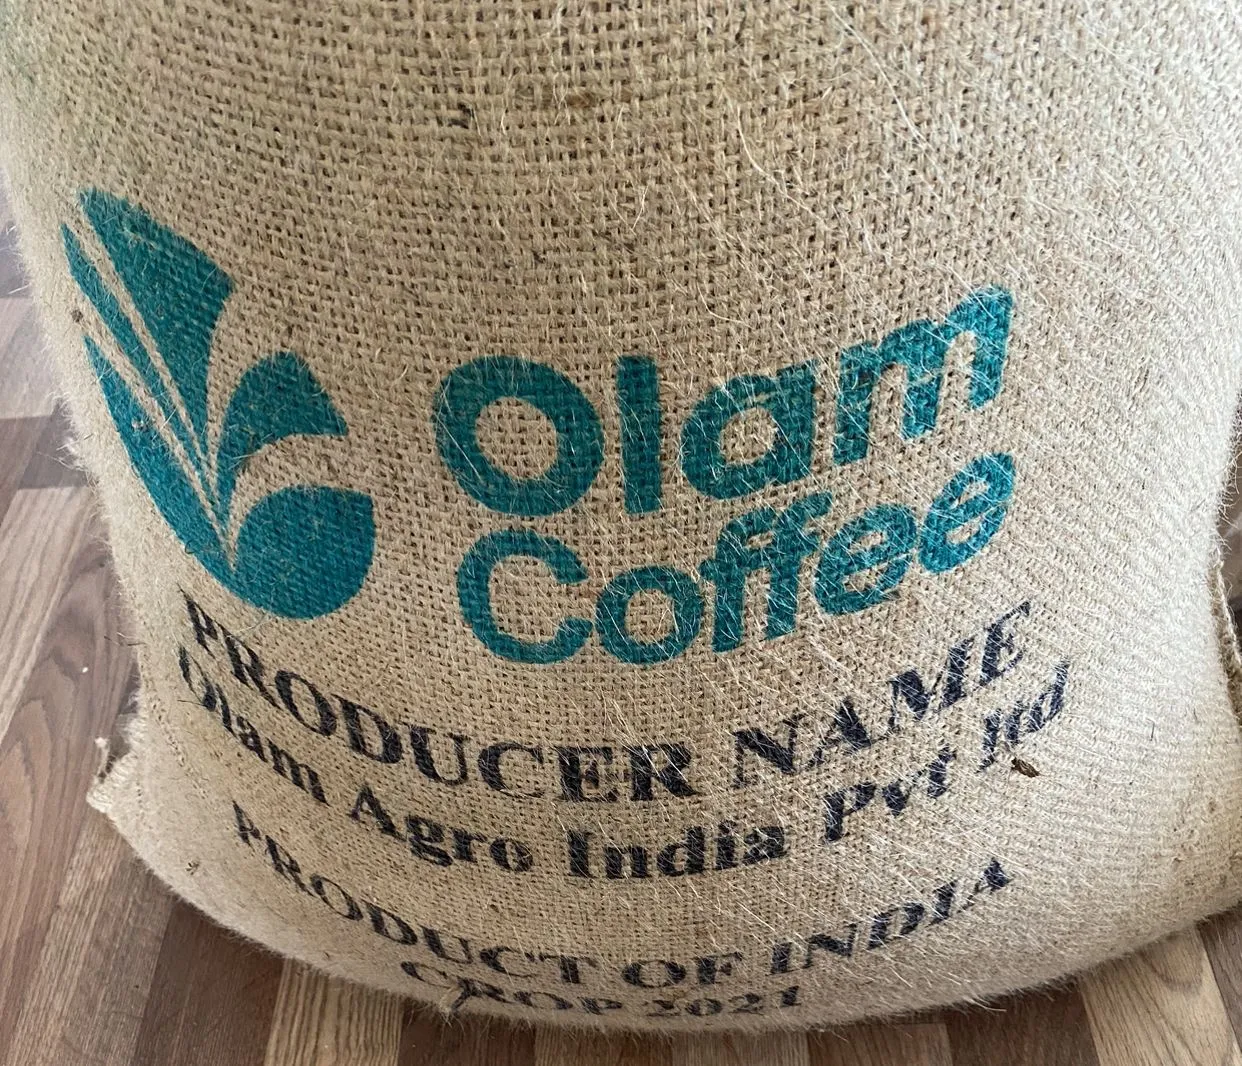 Olam
Coffee
PRODUCER NAME
Olam Agro India Pvt ltd
PRODUCT OF INDIA
CROP 2021